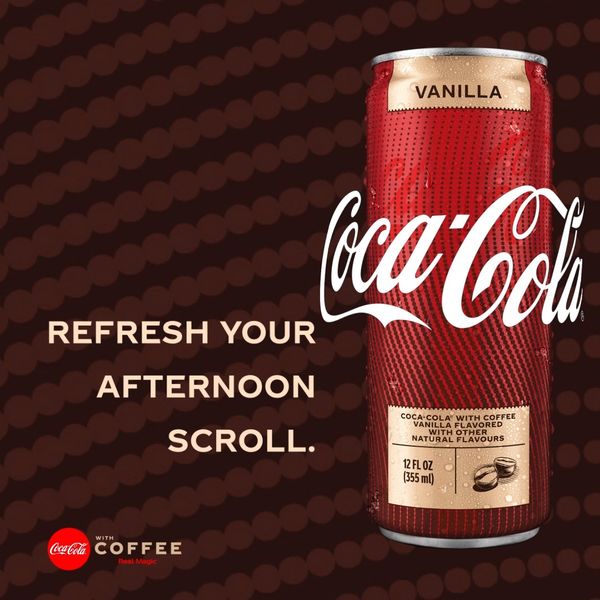 VANILLA
Coca-Cola
REFRESH YOUR
AFTERNOON
SCROLL.
COCA-COLA® WITH COFFEE
VANILLA FLAVORED
WITH OTHER
NATURAL FLAVOURS
12 FL OZ
(355 ml)
Coca-Cola
WITH
COFFEE
Real Magic